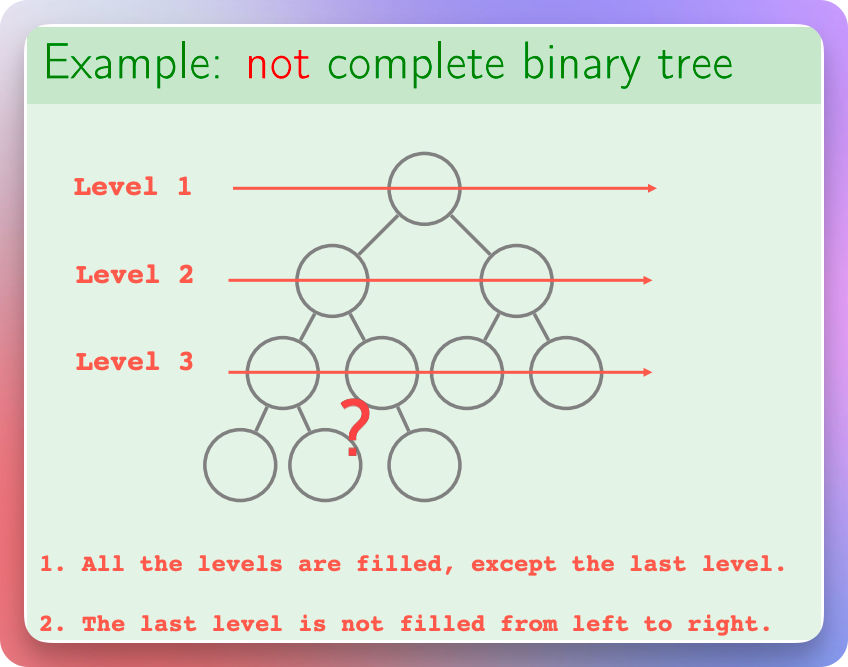 Example: not complete binary tree
Level 1
Level 2
Level 3
?
1. All the levels are filled, except the last level.
2. The last level is not filled from left to right.